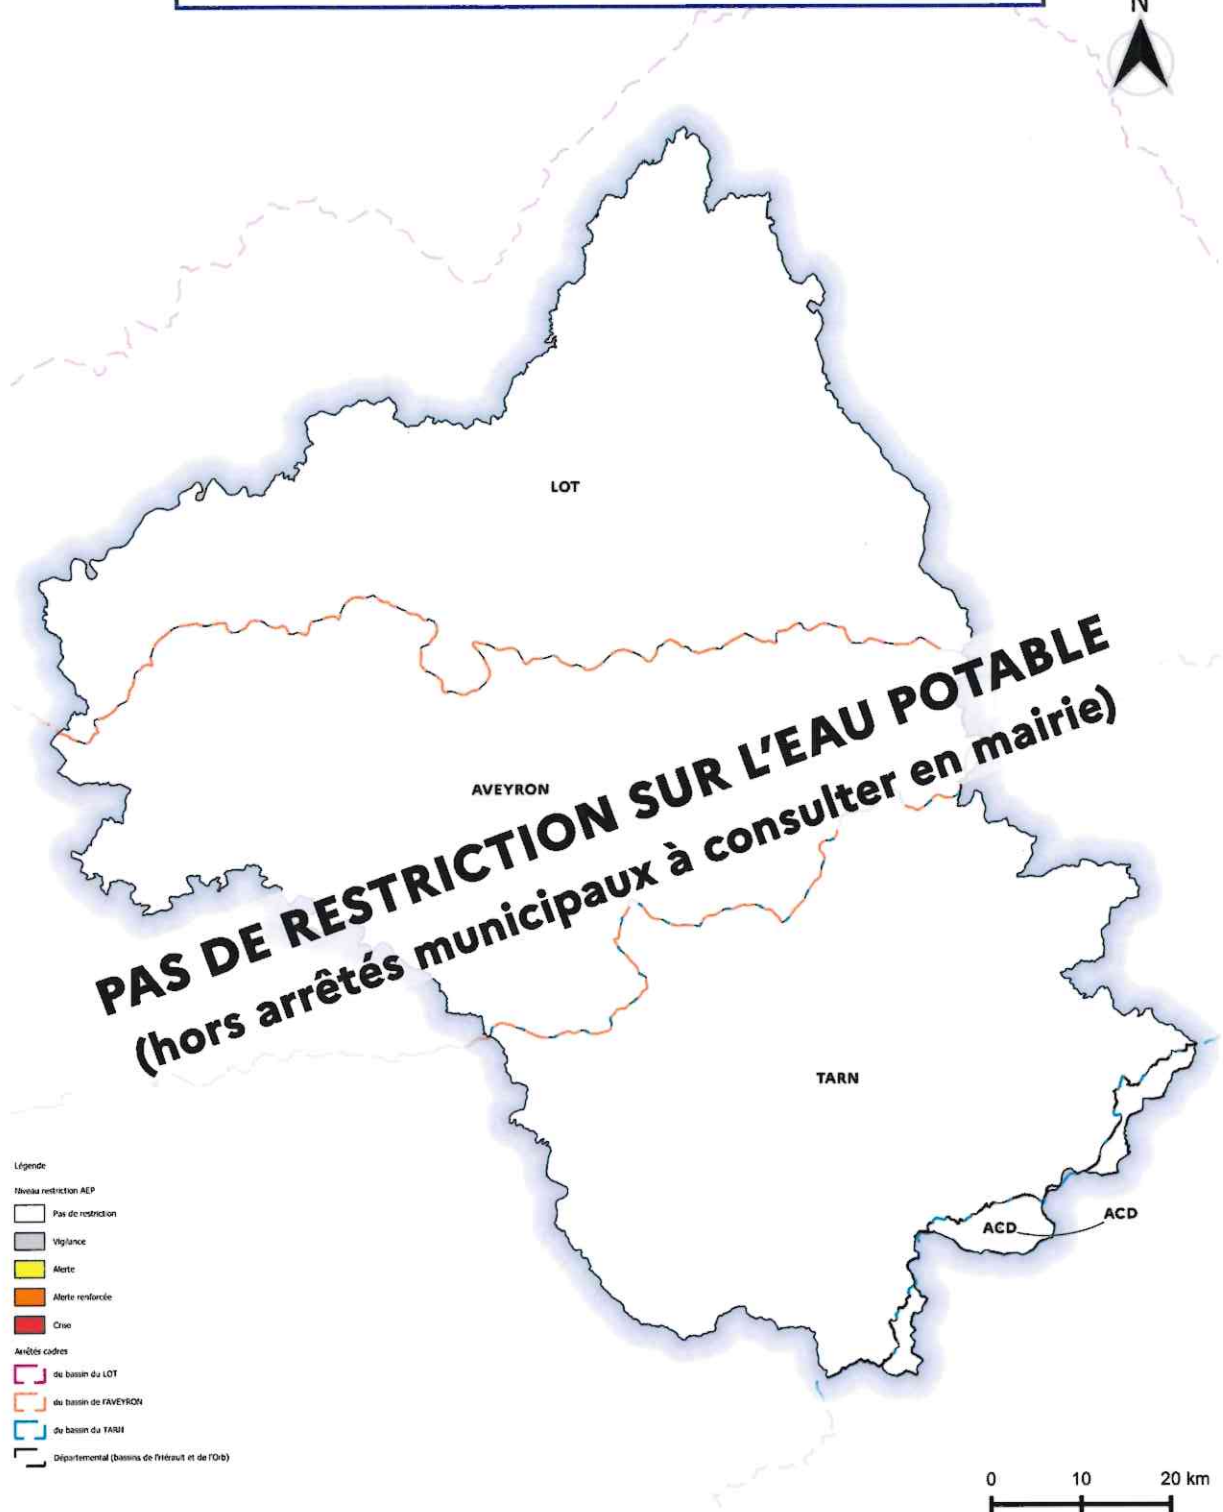 N
LOT
AVEYRON
PAS DE RESTRICTION SUR L'EAU POTABLE
(hors arrêtés municipaux à consulter en mairie)
TARN
ACD
ACD
Légende
Niveau restriction AEP
Pas de restriction
Vigilance
Alerte
Alerte renforcée
Crise
Arrêtés cadres
du bassin du LOT
du bassin de l'AVEYRON
du bassin du TARN
Départemental (bassins de l'Hérault et de l'Orb)
0 10 20 km